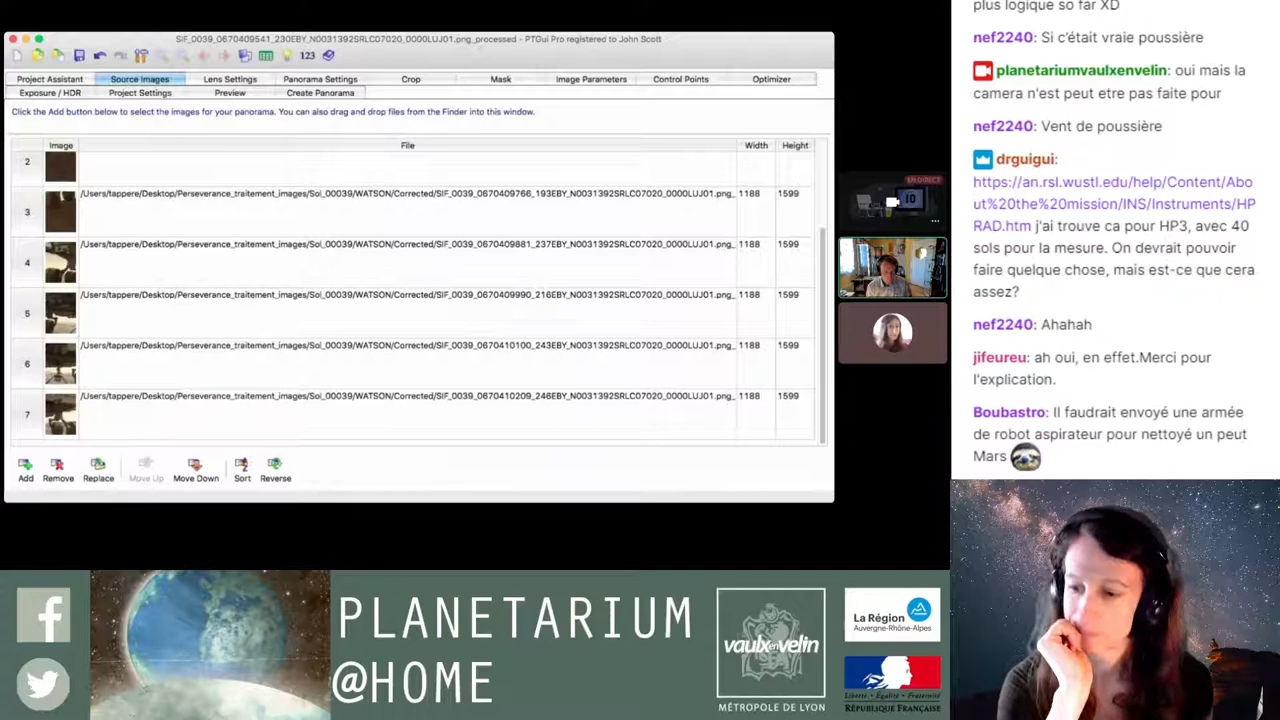 SIF_0039_0670409541_230EBY_N0031392SRLC07020_0000LUJ01.png_processed - PTGui Pro registered to John Scott
123
Project Assistant Source Images Lens Settings Panorama Settings Crop Mask Image Parameters Control Points Optimizer
Exposure / HDR Project Settings Preview Create Panorama
Click the Add button below to select the images for your panorama. You can also drag and drop files from the Finder into this window.
Image File Width Height
2
3 /Users/tappere/Desktop/Perseverance_traitement_images/Sol_00039/WATSON/Corrected/SIF_0039_0670409766_193EBY_N0031392SRLC07020_0000LUJ01.png_ 1188 1599
4 /Users/tappere/Desktop/Perseverance_traitement_images/Sol_00039/WATSON/Corrected/SIF_0039_0670409881_237EBY_N0031392SRLC07020_0000LUJ01.png_ 1188 1599
5 /Users/tappere/Desktop/Perseverance_traitement_images/Sol_00039/WATSON/Corrected/SIF_0039_0670409990_216EBY_N0031392SRLC07020_0000LUJ01.png_ 1188 1599
6 /Users/tappere/Desktop/Perseverance_traitement_images/Sol_00039/WATSON/Corrected/SIF_0039_0670410100_243EBY_N0031392SRLC07020_0000LUJ01.png_ 1188 1599
7 /Users/tappere/Desktop/Perseverance_traitement_images/Sol_00039/WATSON/Corrected/SIF_0039_0670410209_246EBY_N0031392SRLC07020_0000LUJ01.png_ 1188 1599
Add Remove Replace Move Up Move Down Sort Reverse
EN DIRECT
10
plus logique so far XD
nef2240: Si c'était vraie poussière
planetariumvaulxenvelin: oui mais la
camera n'est peut etre pas faite pour
nef2240: Vent de poussière
drguigui:
https://an.rsl.wustl.edu/help/Content/Abo
ut%20the%20mission/INS/Instruments/HP
RAD.htm j'ai trouve ca pour HP3, avec 40
sols pour la mesure. On devrait pouvoir
faire quelque chose, mais est-ce que cera
assez?
nef2240: Ahahah
jifeureu: ah oui, en effet.Merci pour
l'explication.
Boubastro: Il faudrait envoyé une armée
de robot aspirateur pour nettoyé un peut
Mars
PLANETARIUM
@HOME
vaulxenvelin
MÉTROPOLE DE LYON
La Région
Auvergne-Rhône-Alpes
Liberté • Égalité • Fraternité
RÉPUBLIQUE FRANÇAISE